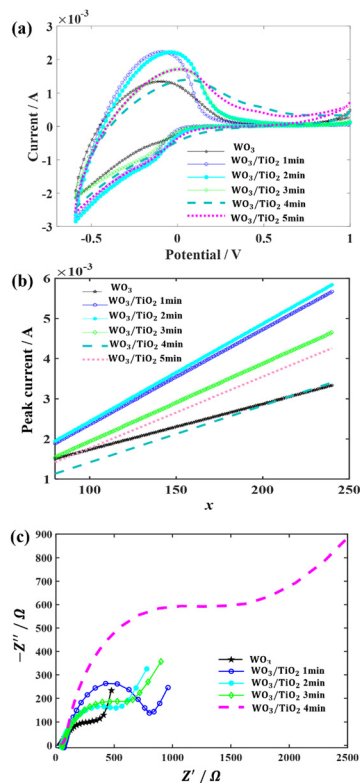 (a)
×10⁻³
3
2
1
0
-1
-2
-3
-0.5
0
0.5
1
Current / A
Potential / V
WO₃
WO₃/TiO₂ 1min
WO₃/TiO₂ 2min
WO₃/TiO₂ 3min
WO₃/TiO₂ 4min
WO₃/TiO₂ 5min
(b)
×10⁻³
6
5
4
3
2
1
100
150
200
250
Peak current / A
x
WO₃
WO₃/TiO₂ 1min
WO₃/TiO₂ 2min
WO₃/TiO₂ 3min
WO₃/TiO₂ 4min
WO₃/TiO₂ 5min
(c)
900
800
700
600
500
400
300
200
100
0
0
500
1000
1500
2000
2500
−Z'' / Ω
Z' / Ω
WO₃
WO₃/TiO₂ 1min
WO₃/TiO₂ 2min
WO₃/TiO₂ 3min
WO₃/TiO₂ 4min